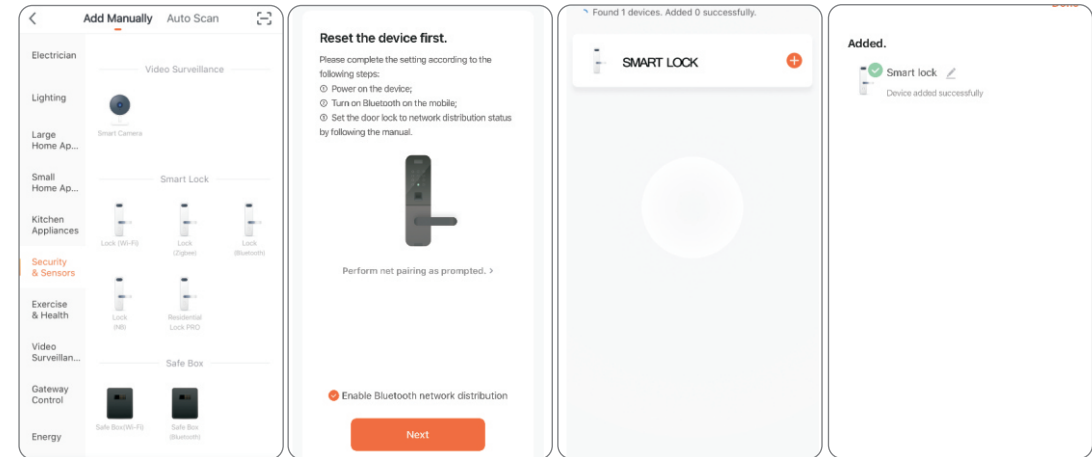 Add Manually Auto Scan
Electrician
Lighting
Large
Home Ap...
Small
Home Ap...
Kitchen
Appliances
Security
& Sensors
Exercise
& Health
Video
Surveillan...
Gateway
Control
Energy
Video Surveillance
Smart Camera
Smart Lock
Lock (Wi-Fi)
Lock
(Zigbee)
Lock
(Bluetooth)
Lock
(NB)
Residential
Lock PRO
Safe Box
Safe Box(Wi-Fi)
Safe Box
(Bluetooth)
Reset the device first.
Please complete the setting according to the
following steps:
① Power on the device;
② Turn on Bluetooth on the mobile;
③ Set the door lock to network distribution status
by following the manual.
Perform net pairing as prompted. >
Enable Bluetooth network distribution
Next
Found 1 devices. Added 0 successfully.
SMART LOCK
Added.
Smart lock
Device added successfully